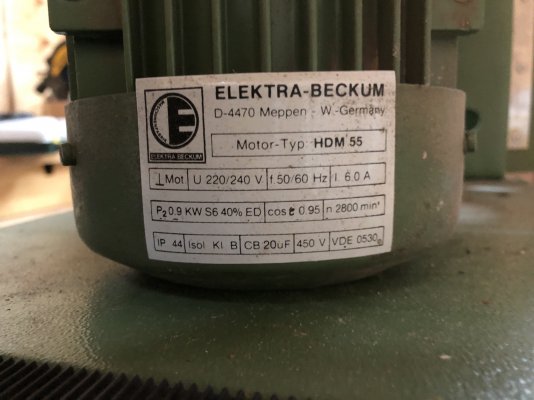 ELEKTRA-BECKUM
D-4470 Meppen - W.-Germany
E
ELEKTRA BECKUM
Motor-Typ: HDM 55
1 Mot U 220/240 V f.50/60 Hz I 6.0 A
P2 0.9 KW S6 40% ED cos φ 0.95 n 2800 min¹
IP 44 Isol Kl B CB 20uF 450 V VDE 0530